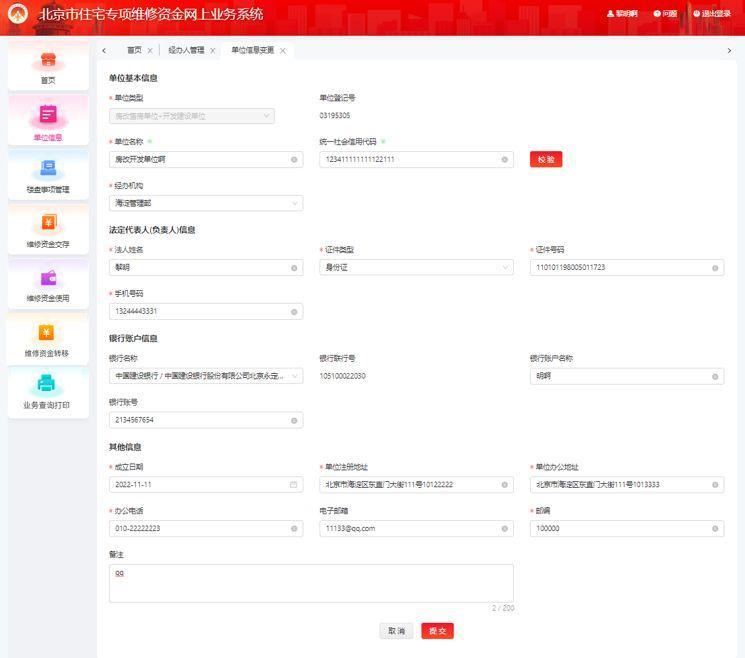 北京市住宅专项维修资金网上业务系统
黎明啊 问题 退出登录
首页 经办人管理 单位信息变更
首页
单位信息
楼盘事项管理
维修资金交存
维修资金使用
维修资金转移
业务查询打印
单位基本信息
* 单位类型 单位登记号
房改售房单位+开发建设单位 03195305
* 单位名称 * 统一社会信用代码 *
房改开发单位啊 123411111111122111 校验
* 经办机构
海淀管理部
法定代表人(负责人)信息
* 法人姓名 * 证件类型 * 证件号码
黎明 身份证 110101198005011723
* 手机号码
13244443331
银行账户信息
银行名称 银行联行号 银行账户名称
中国建设银行 / 中国建设银行股份有限公司北京永定... 105100022030 明啊
银行账号
2134567654
其他信息
* 成立日期 * 单位注册地址 * 单位办公地址
2022-11-11 北京市海淀区东直门大街111号10122222 北京市海淀区东直门大街111号1013333
* 办公电话 电子邮箱 * 邮编
010-22222223 11133@qq.com 100000
备注
qq
2 / 200
取消 提交